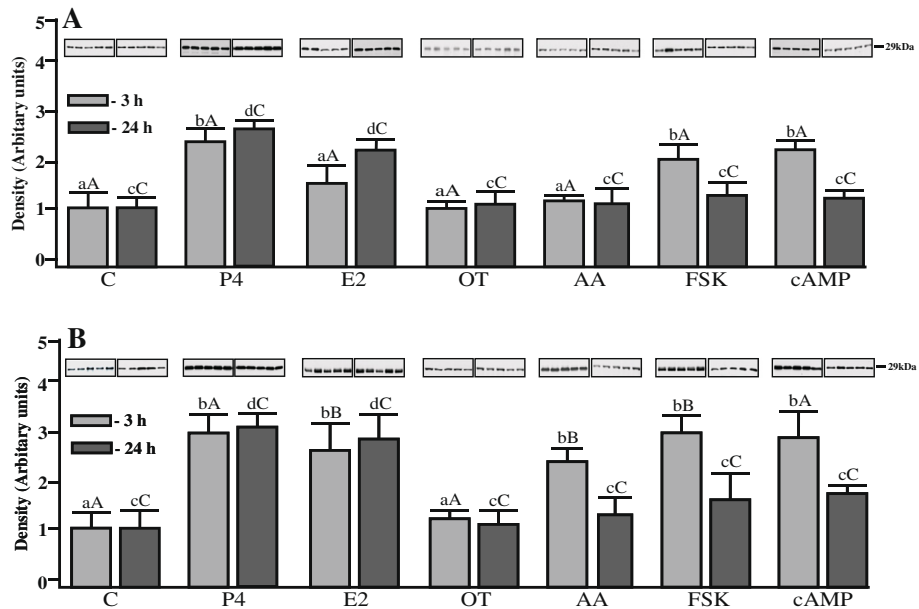 A
5
4
3
2
1
0
Density (Arbitary units)
29kDa
- 3 h
- 24 h
aA cC bA dC aA dC aA cC aA cC bA cC bA cC
C P4 E2 OT AA FSK cAMP
B
5
4
3
2
1
0
Density (Arbitary units)
29kDa
- 3 h
- 24 h
aA cC bA dC bB dC aA cC bB cC bB cC bA cC
C P4 E2 OT AA FSK cAMP